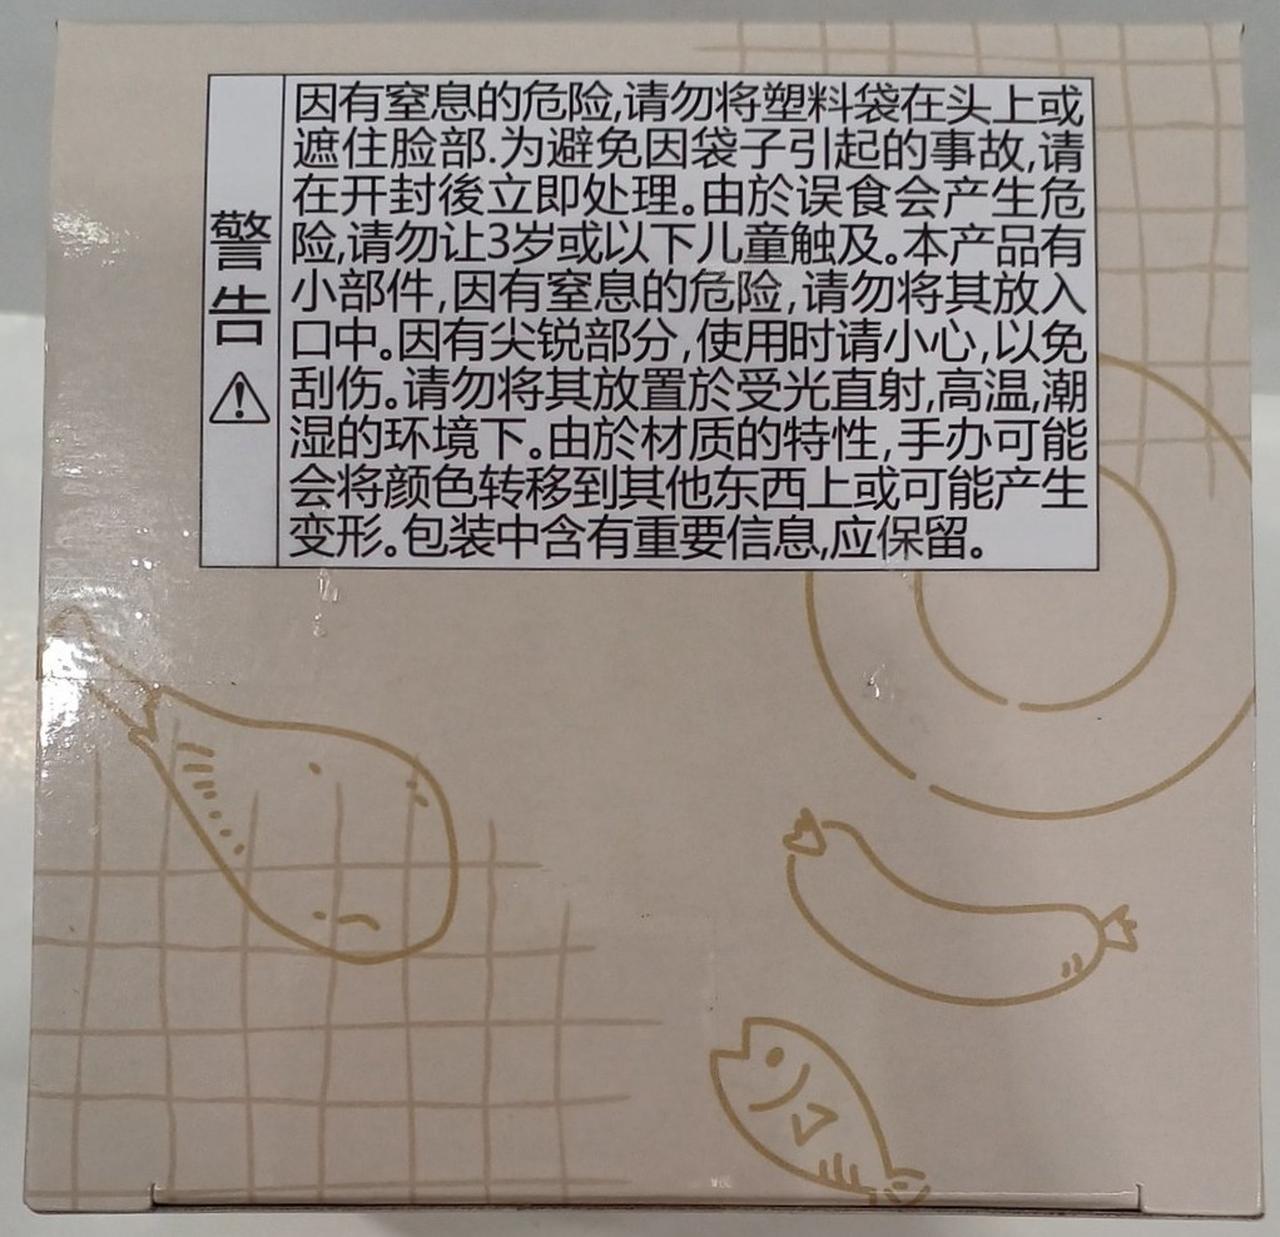 警告
因有窒息的危险,请勿将塑料袋在头上或
遮住脸部.为避免因袋子引起的事故,请
在开封後立即处理。由於误食会产生危
险,请勿让3岁或以下儿童触及。本产品有
小部件,因有窒息的危险,请勿将其放入
口中。因有尖锐部分,使用时请小心,以免
刮伤。请勿将其放置於受光直射,高温,潮
湿的环境下。由於材质的特性,手办可能
会将颜色转移到其他东西上或可能产生
变形。包装中含有重要信息,应保留。